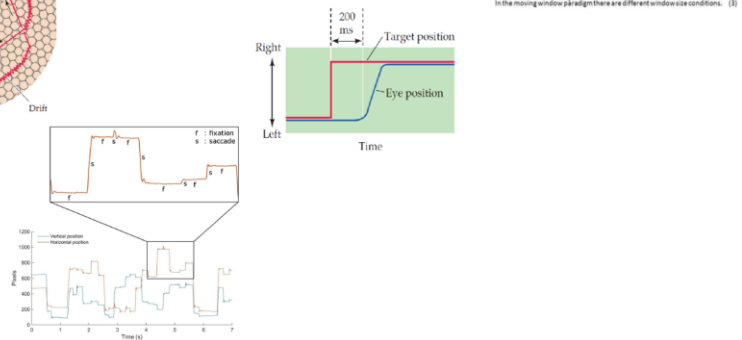 In the moving window paradigm there are different window size conditions. (3)
200
ms
Target position
Right
Eye position
Left
Time
Drift
f : fixation
s : saccade
f s f
s
s
s f
f
s f
f
1200
Vertical position
Horizontal position
1000
800
600
400
200
0
Pixels
0 1 2 3 4 5 6 7
Time (s)